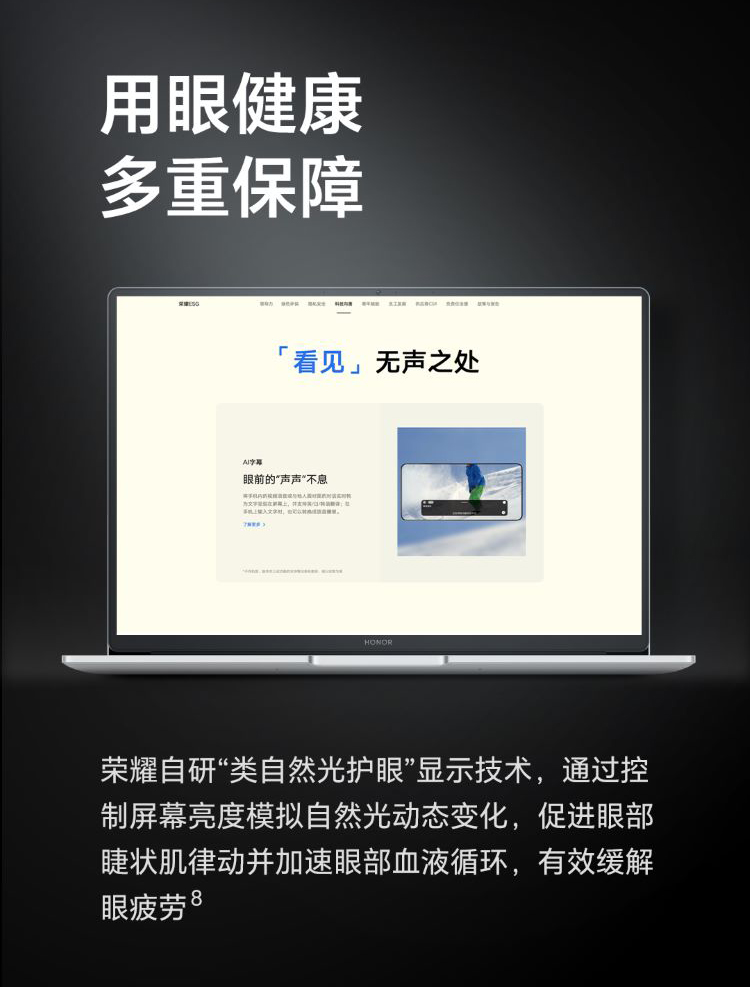 用眼健康
多重保障
荣耀ESG
科技向善
「看见」无声之处
AI字幕
眼前的“声声”不息
了解更多 >
HONOR
荣耀自研“类自然光护眼”显示技术，通过控
制屏幕亮度模拟自然光动态变化，促进眼部
睫状肌律动并加速眼部血液循环，有效缓解
眼疲劳8